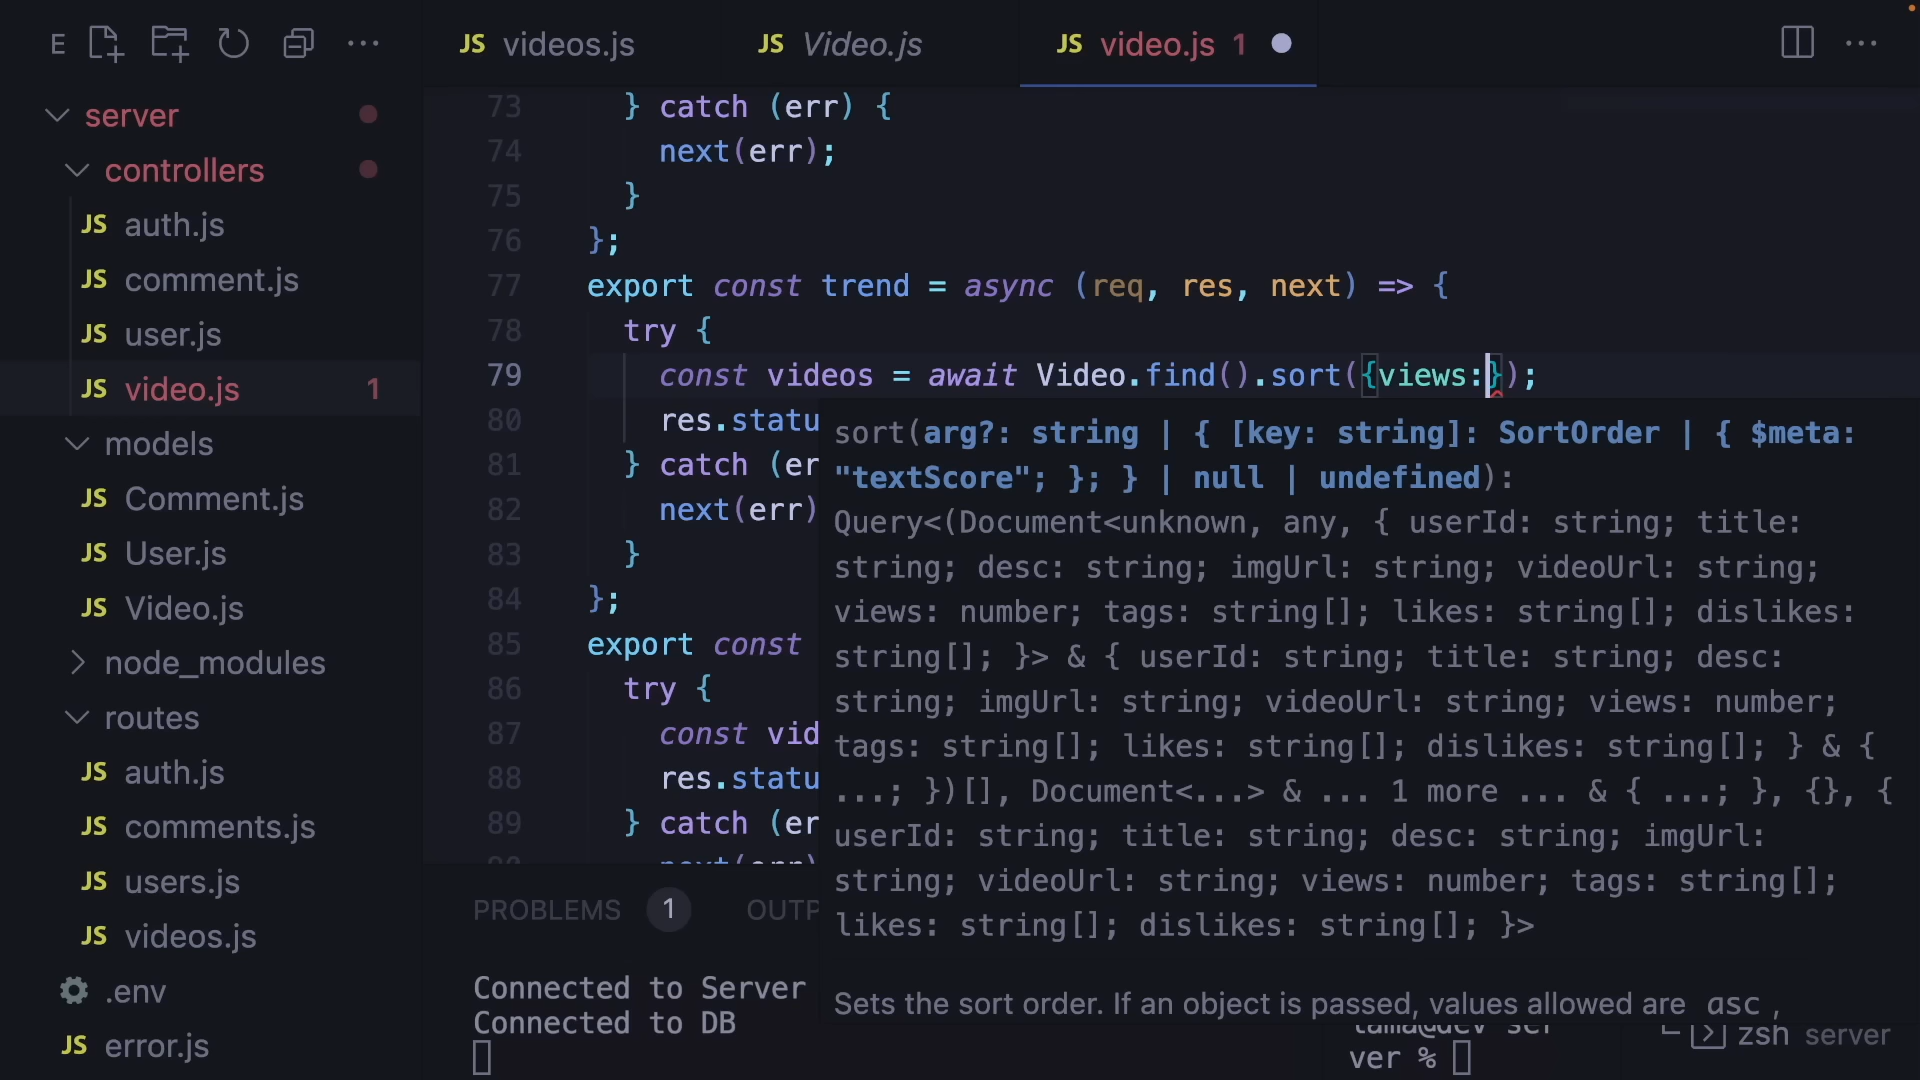 E
server
controllers
JS auth.js
JS comment.js
JS user.js
JS video.js 1
models
JS Comment.js
JS User.js
JS Video.js
node_modules
routes
JS auth.js
JS comments.js
JS users.js
JS videos.js
.env
JS error.js
JS videos.js
JS Video.js
JS video.js 1
73 } catch (err) {
74 next(err);
75 }
76 };
77 export const trend = async (req, res, next) => {
78 try {
79 const videos = await Video.find().sort({views:});
80 res.statu
81 } catch (er
82 next(err)
83 }
84 };
85 export const
86 try {
87 const vid
88 res.statu
89 } catch (er
next(err)
sort(arg?: string | { [key: string]: SortOrder | { $meta:
"textScore"; }; } | null | undefined):
Query<(Document<unknown, any, { userId: string; title:
string; desc: string; imgUrl: string; videoUrl: string;
views: number; tags: string[]; likes: string[]; dislikes:
string[]; }> & { userId: string; title: string; desc:
string; imgUrl: string; videoUrl: string; views: number;
tags: string[]; likes: string[]; dislikes: string[]; } & {
...; })[], Document<...> & ... 1 more ... & { ...; }, {}, {
userId: string; title: string; desc: string; imgUrl:
string; videoUrl: string; views: number; tags: string[];
likes: string[]; dislikes: string[]; }>
Sets the sort order. If an object is passed, values allowed are asc ,
PROBLEMS 1 OUTP
Connected to Server
Connected to DB
lama@dev ser
ver %
zsh server